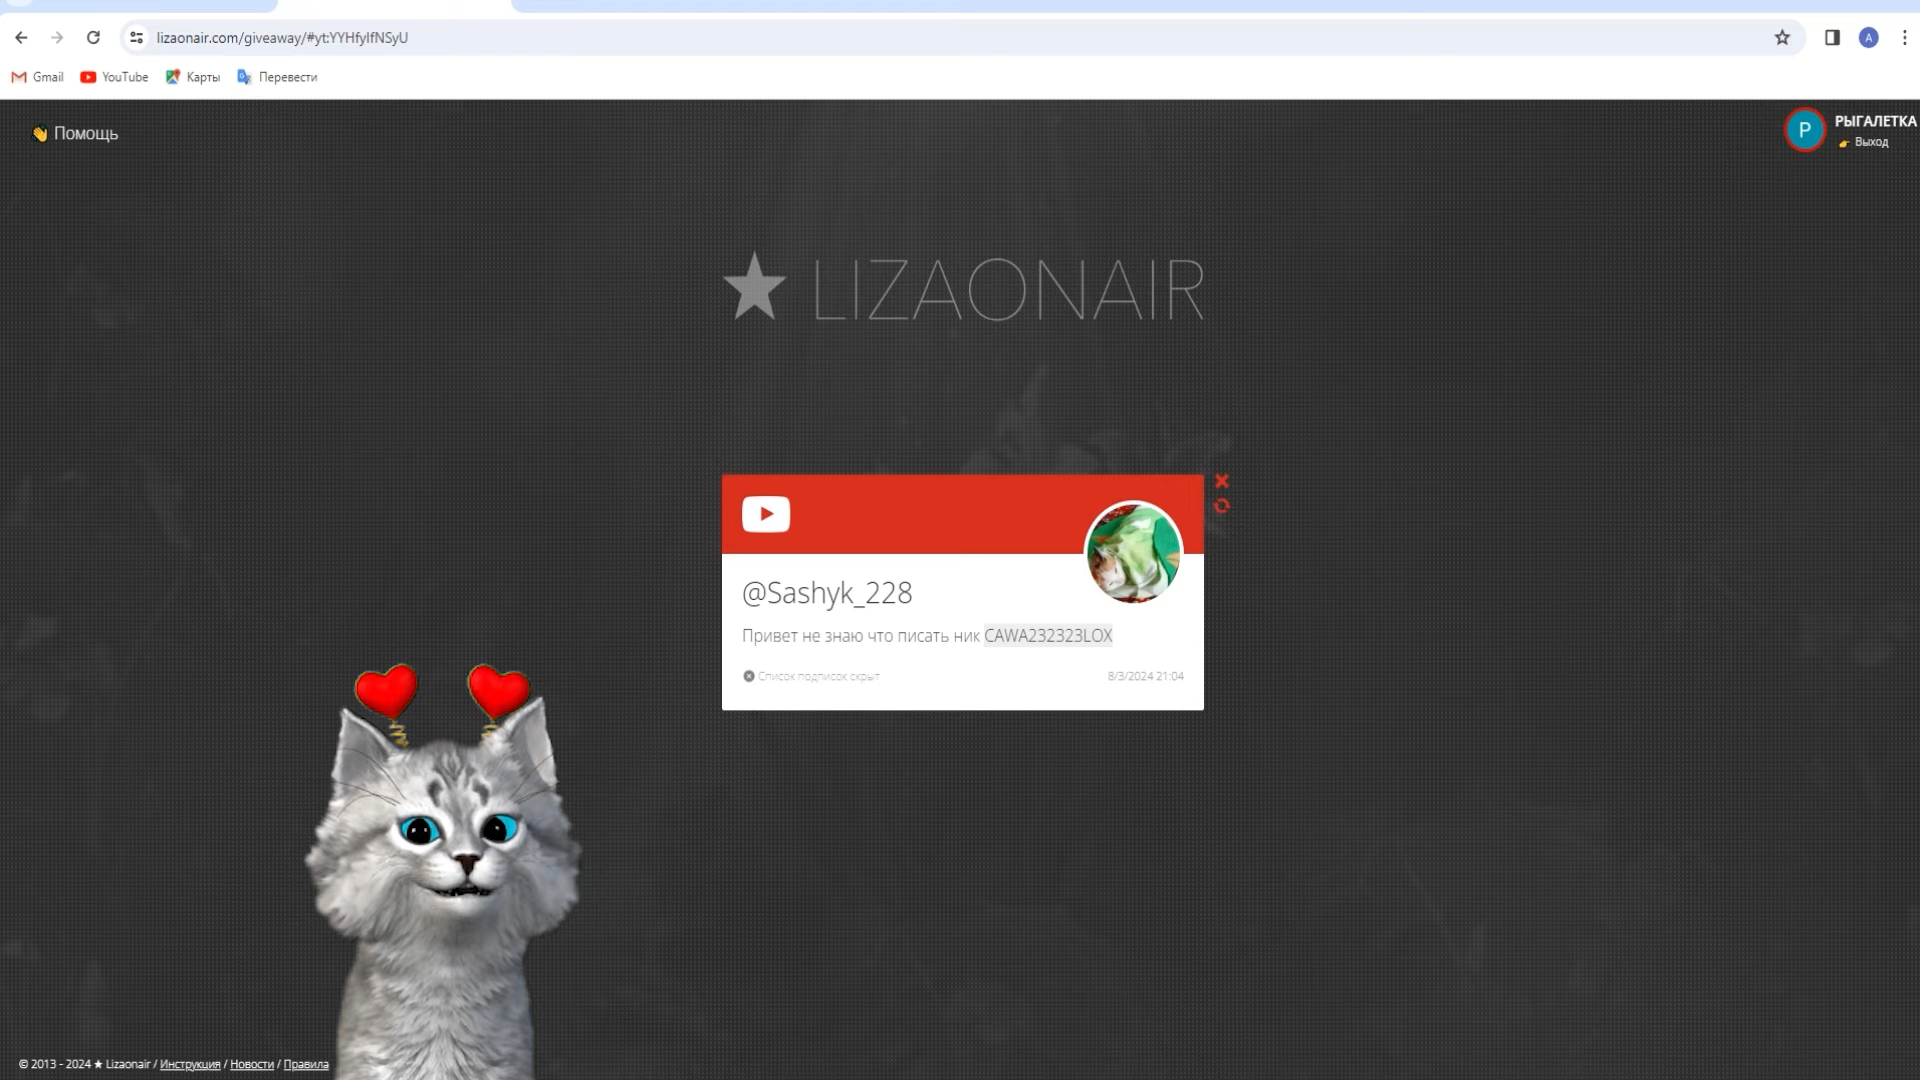 lizaonair.com/giveaway/#yt:YYHfyIfNSyU
A
Gmail
YouTube
Карты
Перевести
👋 Помощь
P
РЫГАЛЕТКА
👉 Выход
★ LIZAONAIR
@Sashyk_228
Привет не знаю что писать ник CAWA232323LOX
Список подписок скрыт
8/3/2024 21:04
© 2013 - 2024 ★ Lizaonair / Инструкция / Новости / Правила